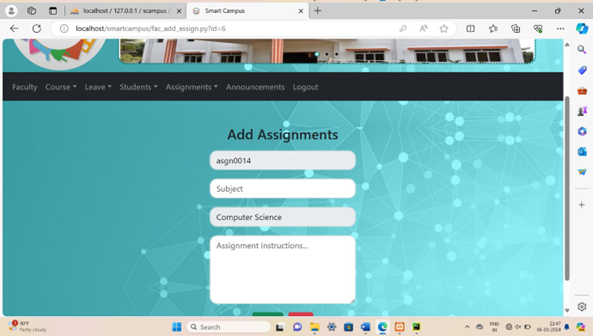 localhost / 127.0.0.1 / scampus /
Smart Campus
localhost/smartcampus/fac_add_assign.py?id=6
Faculty Course Leave Students Assignments Announcements Logout
Add Assignments
asgn0014
Subject
Computer Science
Assignment Instructions...
90°F
Partly cloudy
Search
ENG
IN
22:47
06-05-2024